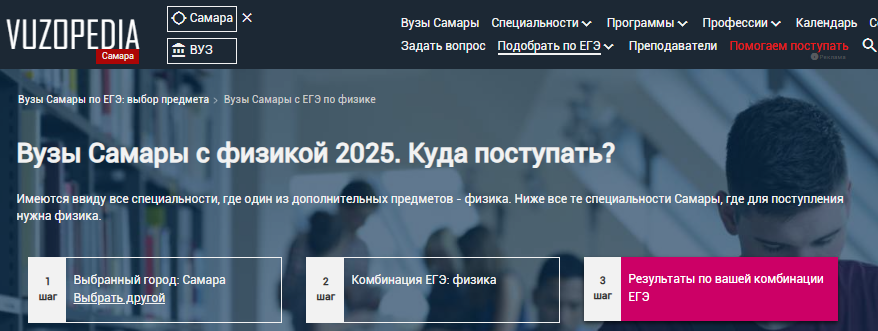 VUZOPEDIA
Самара
Самара ×
ВУЗ
Вузы Самары Специальности Программы Профессии Календарь С
Задать вопрос Подобрать по ЕГЭ Преподаватели Помогаем поступать
Реклама
Вузы Самары по ЕГЭ: выбор предмета > Вузы Самары с ЕГЭ по физике
Вузы Самары с физикой 2025. Куда поступать?
Имеются ввиду все специальности, где один из дополнительных предметов - физика. Ниже все те специальности Самары, где для поступления
нужна физика.
1
шаг
Выбранный город: Самара
Выбрать другой
2
шаг
Комбинация ЕГЭ: физика
3
шаг
Результаты по вашей комбинации
ЕГЭ